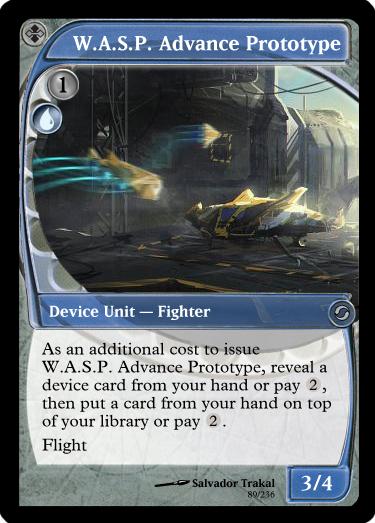 W.A.S.P. Advance Prototype
1
Device Unit — Fighter
As an additional cost to issue
W.A.S.P. Advance Prototype, reveal a
device card from your hand or pay 2,
then put a card from your hand on top
of your library or pay 2.
Flight
Salvador Trakal
89/236
3/4